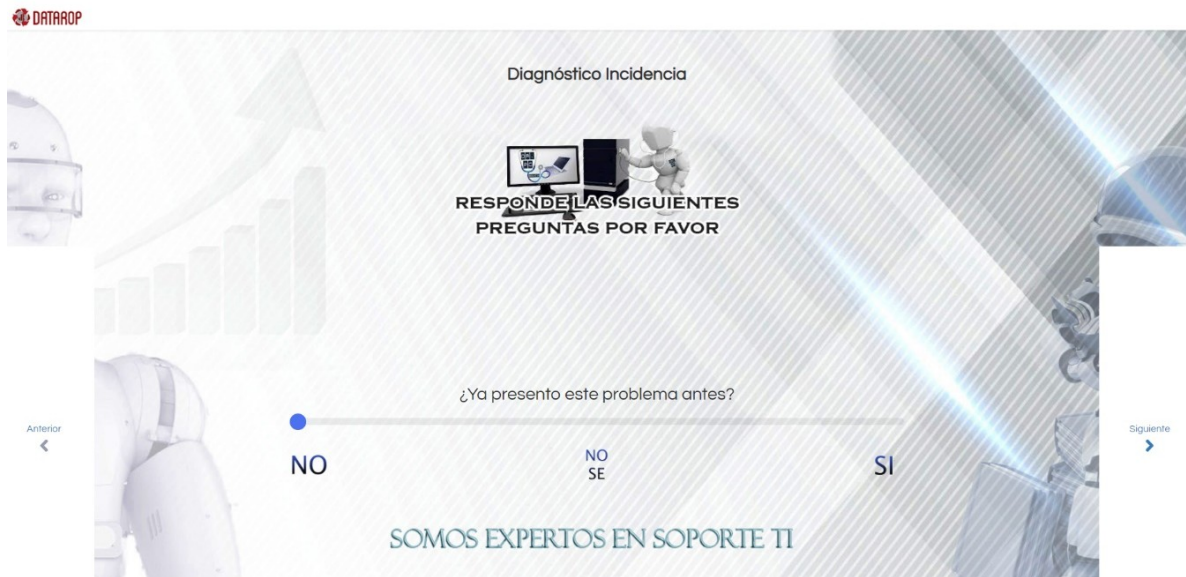 DATAROP
Diagnóstico Incidencia
RESPONDE LAS SIGUIENTES
PREGUNTAS POR FAVOR
¿Ya presento este problema antes?
Anterior
Siguiente
NO
NO
SE
SI
SOMOS EXPERTOS EN SOPORTE TI